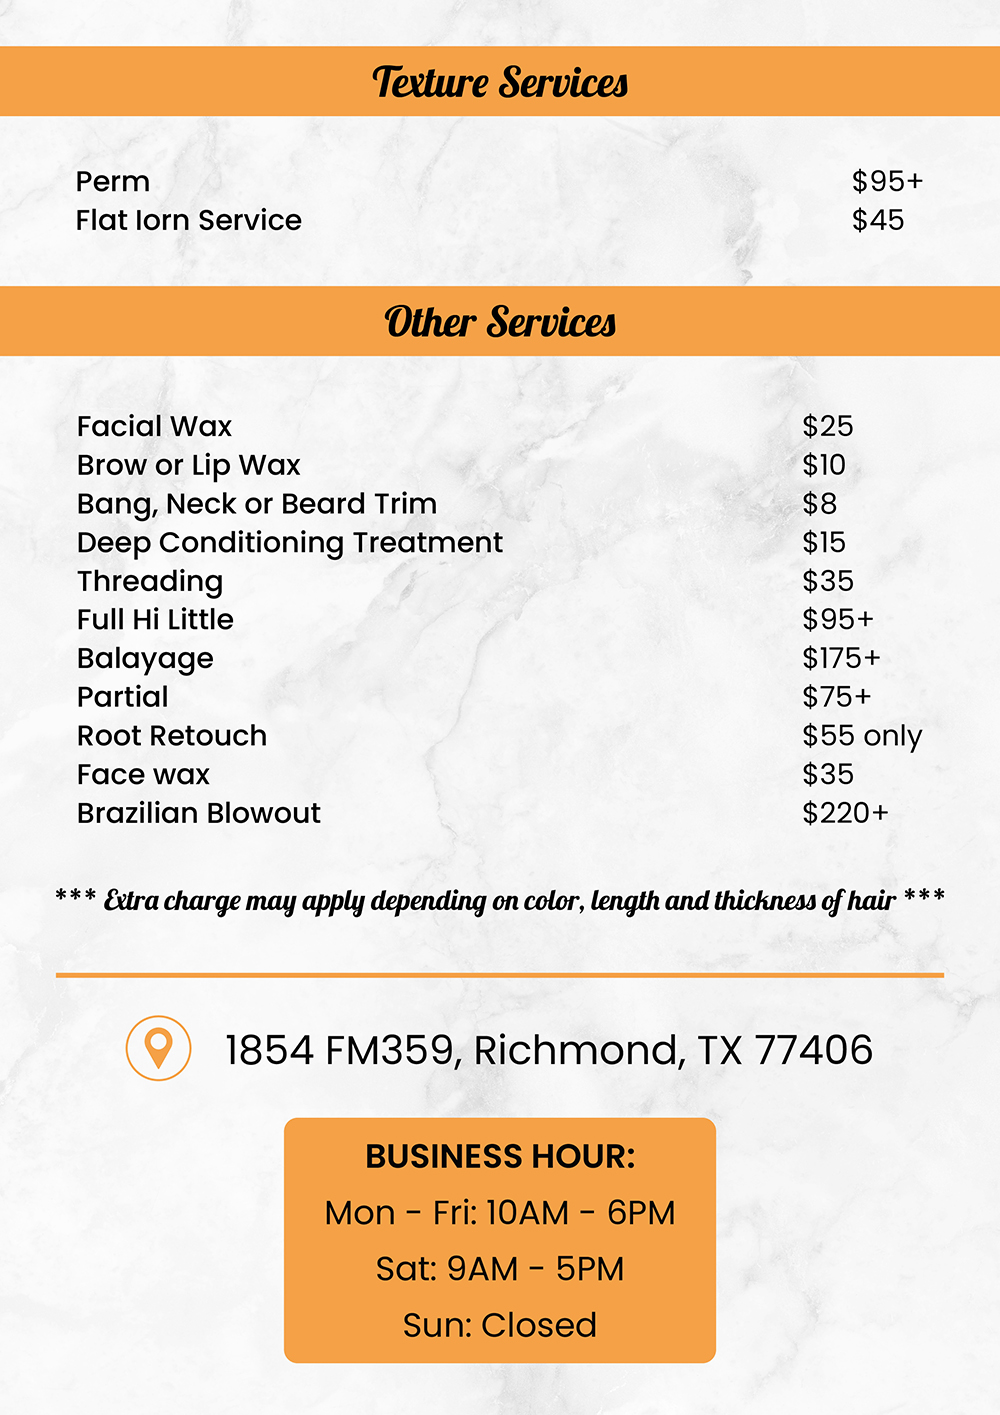 Texture Services
Perm $95+
Flat Iorn Service $45
Other Services
Facial Wax $25
Brow or Lip Wax $10
Bang, Neck or Beard Trim $8
Deep Conditioning Treatment $15
Threading $35
Full Hi Little $95+
Balayage $175+
Partial $75+
Root Retouch $55 only
Face wax $35
Brazilian Blowout $220+
*** Extra charge may apply depending on color, length and thickness of hair ***
1854 FM359, Richmond, TX 77406
BUSINESS HOUR:
Mon - Fri: 10AM - 6PM
Sat: 9AM - 5PM
Sun: Closed